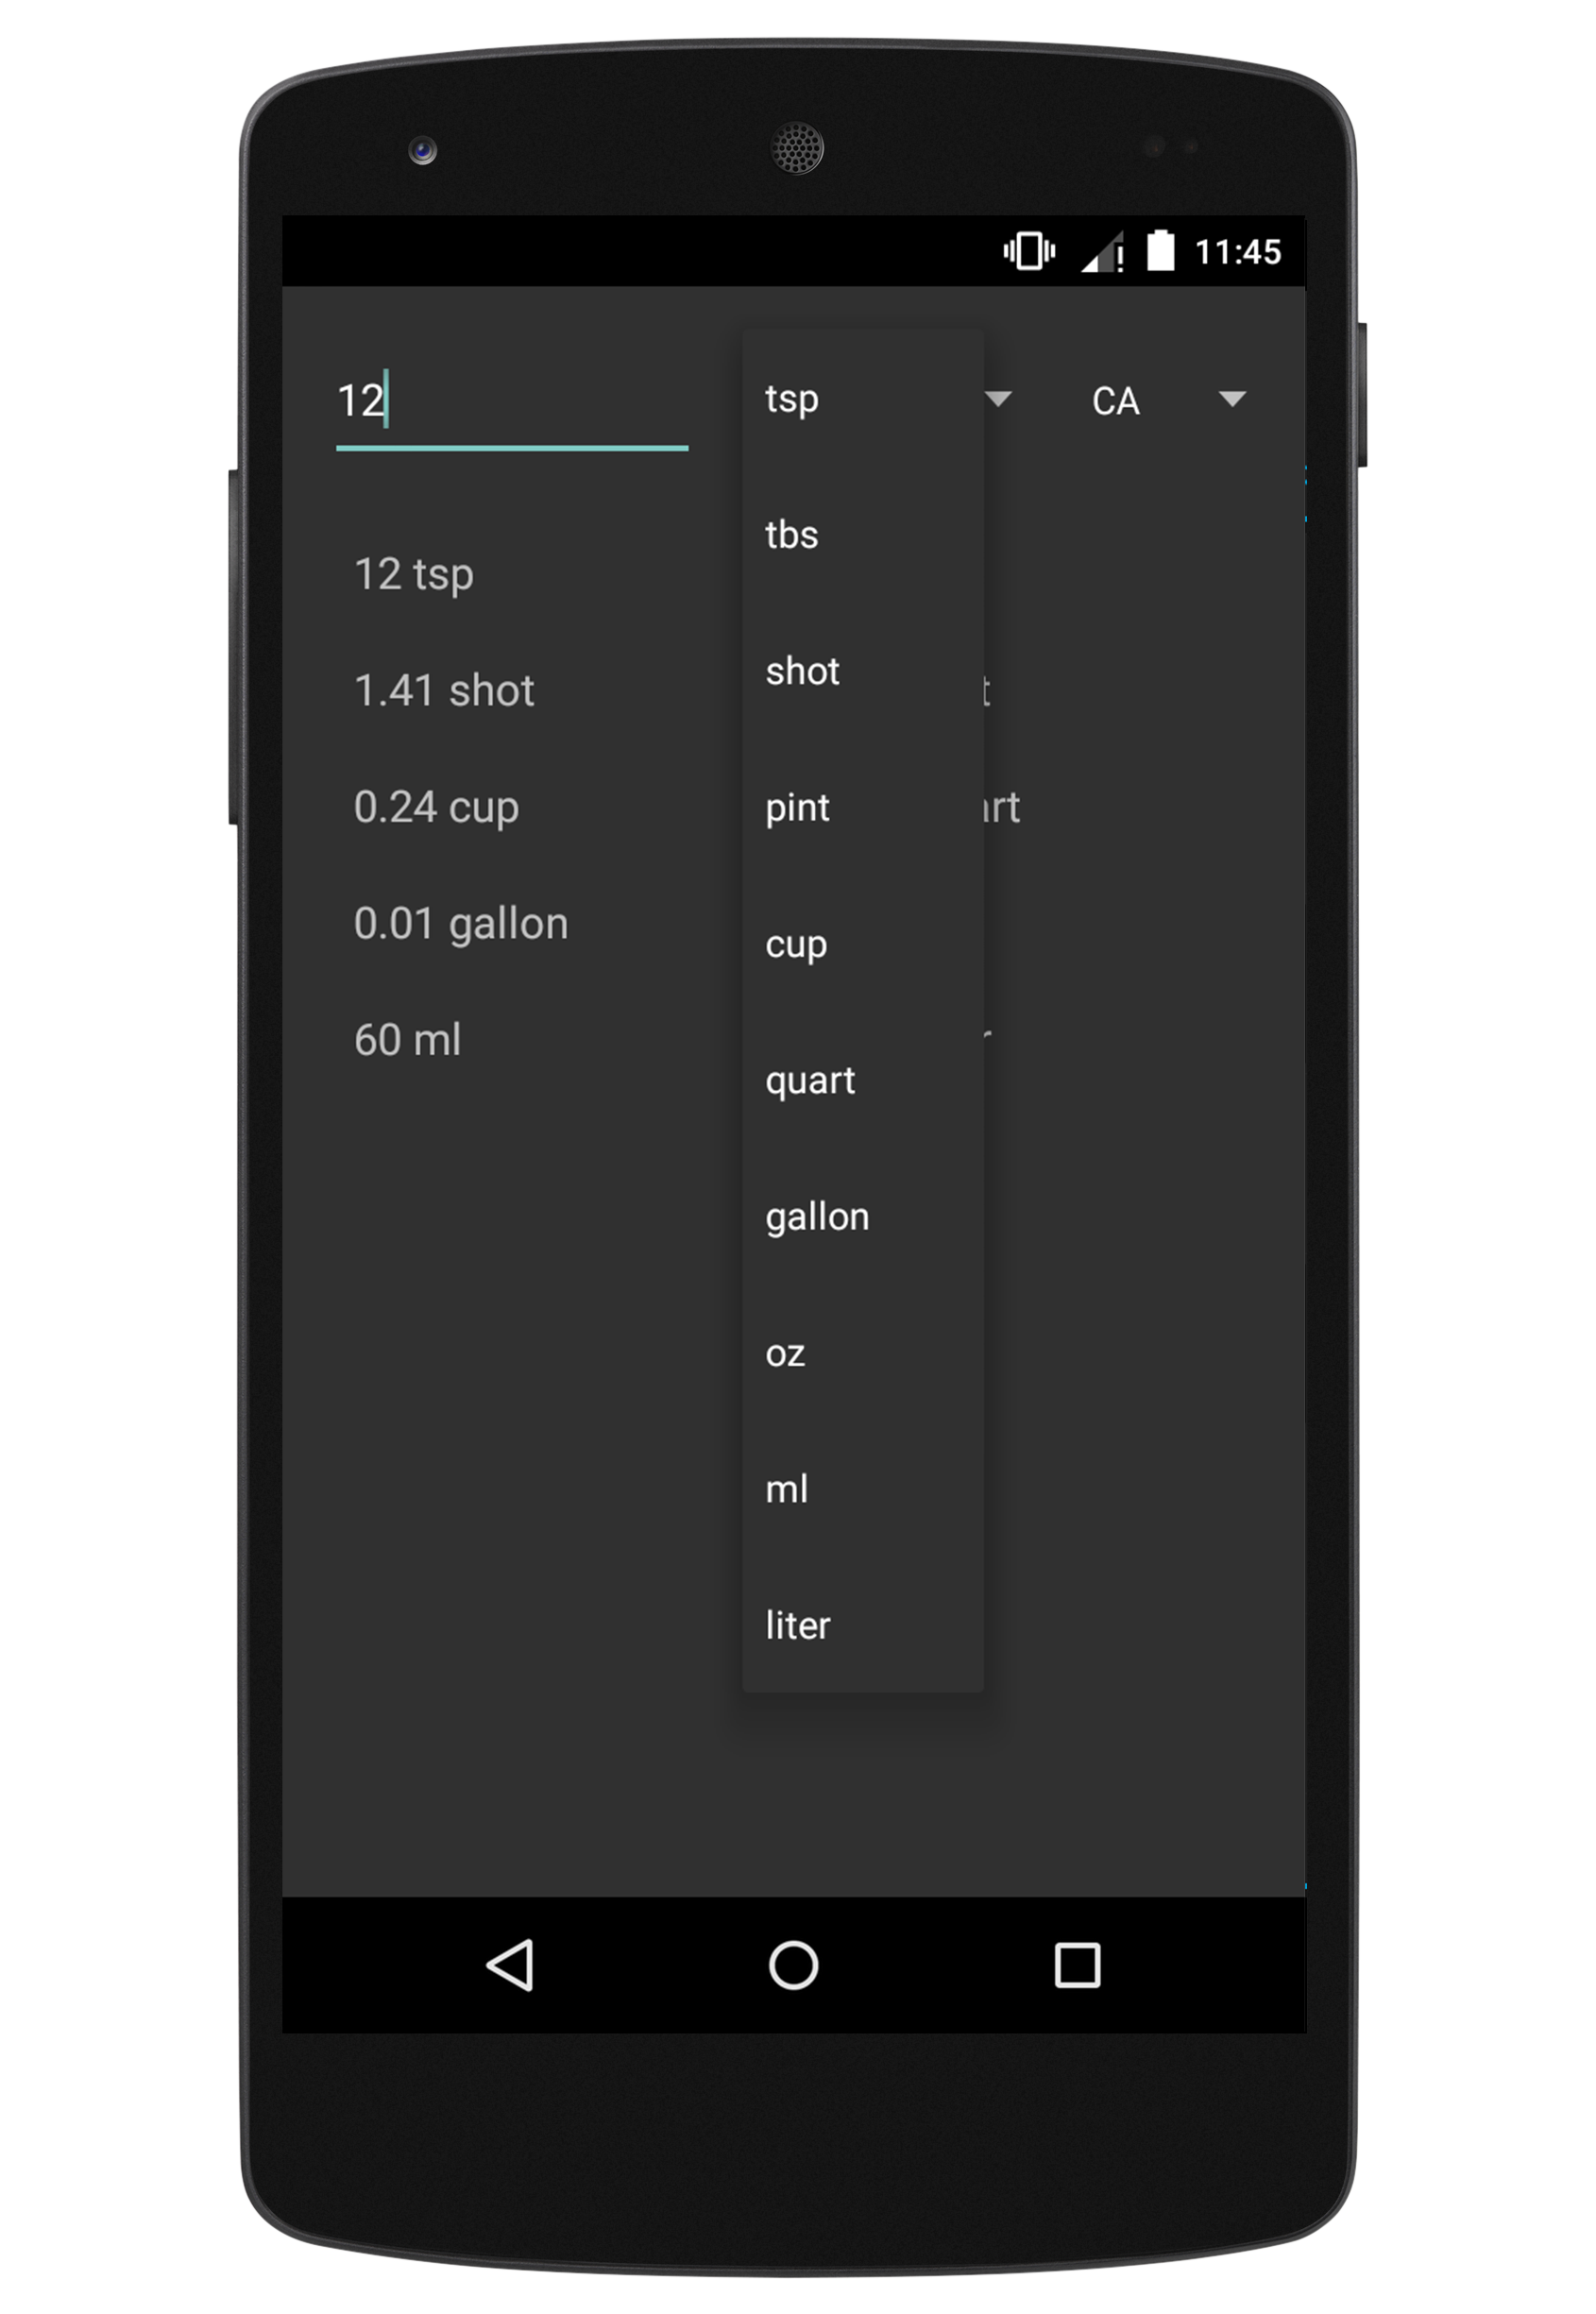 11:45
12 tsp CA
tbs
12 tsp
shot
1.41 shot
pint
0.24 cup
cup
0.01 gallon
60 ml
quart
gallon
oz
ml
liter